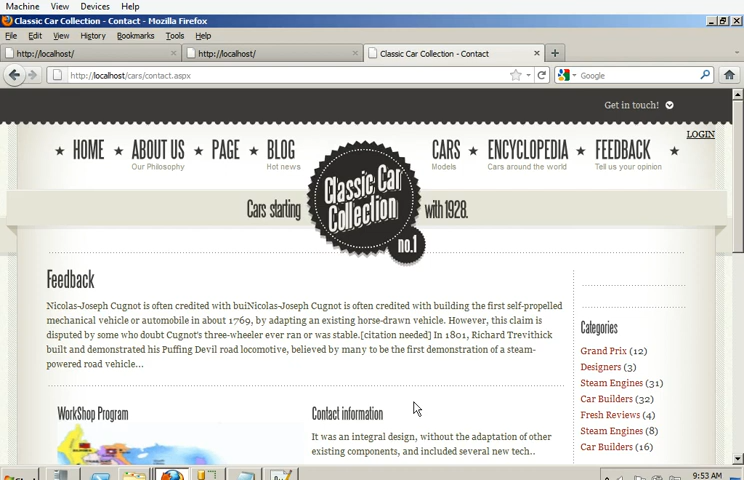 Machine View Devices Help
Classic Car Collection - Contact - Mozilla Firefox
File Edit View History Bookmarks Tools Help
http://localhost/
http://localhost/
Classic Car Collection - Contact
http://localhost/cars/contact.aspx
Google
Get in touch!
LOGIN
HOME
ABOUT US
PAGE
BLOG
CARS
ENCYCLOPEDIA
FEEDBACK
Our Philosophy
Hot news
Models
Cars around the world
Tell us your opinion
Cars starting
Classic Car
Collection
with 1928.
no.1
Feedback
Nicolas-Joseph Cugnot is often credited with buiNicolas-Joseph Cugnot is often credited with building the first self-propelled
mechanical vehicle or automobile in about 1769, by adapting an existing horse-drawn vehicle. However, this claim is
disputed by some who doubt Cugnot's three-wheeler ever ran or was stable.[citation needed] In 1801, Richard Trevithick
built and demonstrated his Puffing Devil road locomotive, believed by many to be the first demonstration of a steam-
powered road vehicle...
Categories
Grand Prix (12)
Designers (3)
Steam Engines (31)
Car Builders (32)
Fresh Reviews (4)
Steam Engines (8)
Car Builders (16)
WorkShop Program
Contact information
It was an integral design, without the adaptation of other
existing components, and included several new tech..
9:53 AM